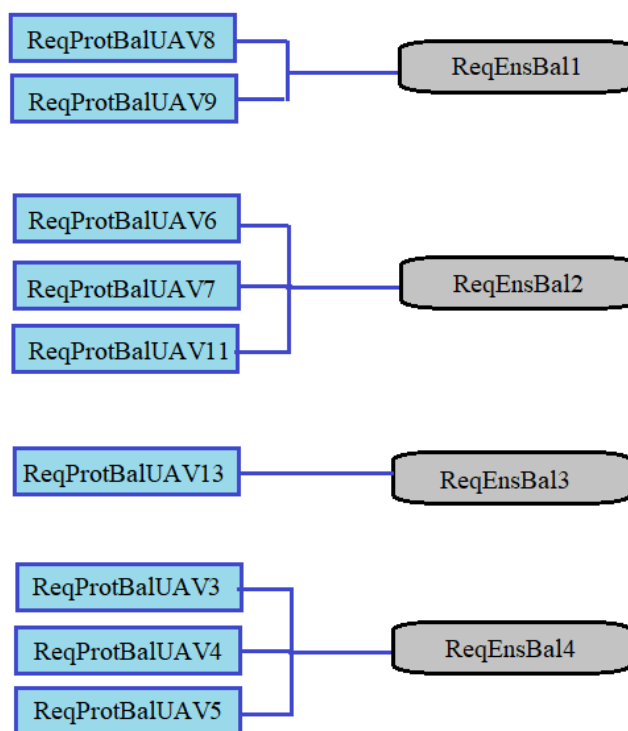 ReqProtBalUAV8
ReqEnsBal1
ReqProtBalUAV9
ReqProtBalUAV6
ReqProtBalUAV7
ReqEnsBal2
ReqProtBalUAV11
ReqProtBalUAV13
ReqEnsBal3
ReqProtBalUAV3
ReqProtBalUAV4
ReqEnsBal4
ReqProtBalUAV5